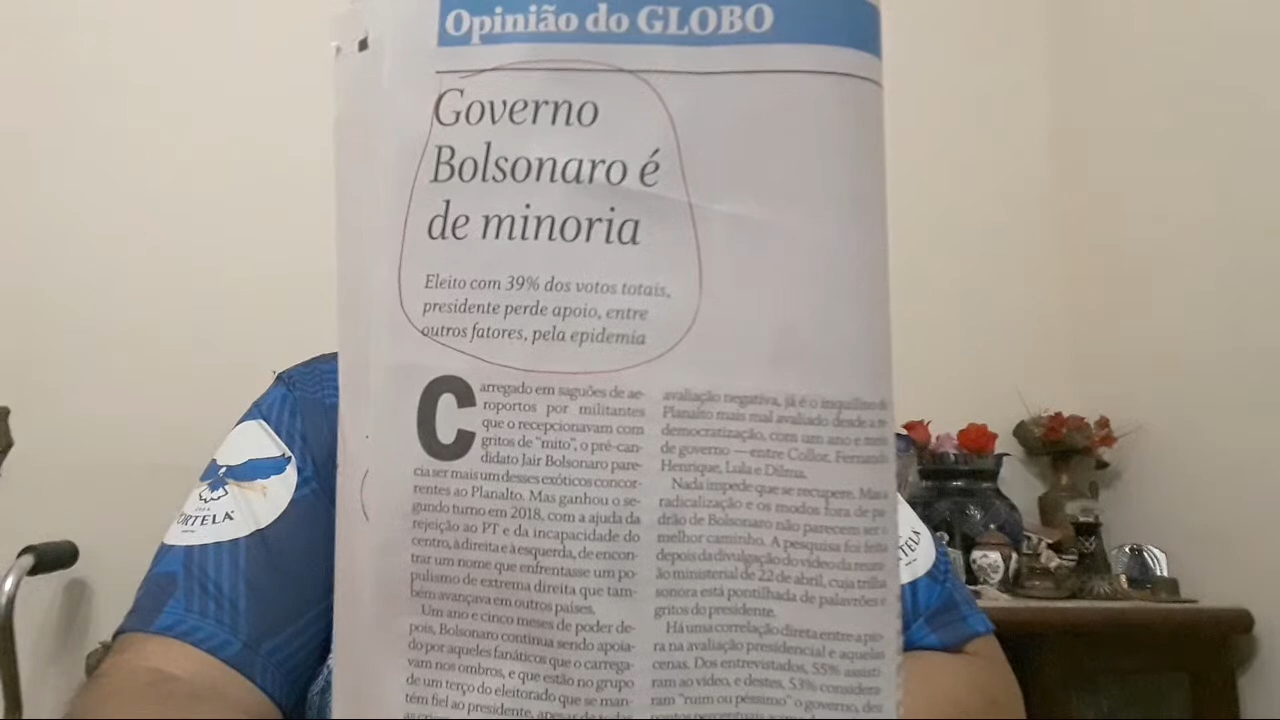 Opinião do GLOBO
Governo
Bolsonaro é
de minoria
Eleito com 39% dos votos totais,
presidente perde apoio, entre
outros fatores, pela epidemia
Carregado em saguões de ae-
roportos por militantes
que o recepcionavam com
gritos de “mito”, o pré-can-
didato Jair Bolsonaro pare-
cia ser mais um desses exóticos concor-
rentes ao Planalto. Mas ganhou o se-
gundo turno em 2018, com a ajuda da
rejeição ao PT e da incapacidade do
centro, à direita e à esquerda, de encon-
trar um nome que enfrentasse um po-
pulismo de extrema direita que tam-
bém avançava em outros países.
Um ano e cinco meses de poder de-
pois, Bolsonaro continua sendo apoia-
do por aqueles fanáticos que o carrega-
vam nos ombros, e que estão no grupo
de um terço do eleitorado que se man-
tém fiel ao presidente, apesar de todas
avaliação negativa, já é o inquilino do
Planalto mais mal avaliado desde a re-
democratização, com um ano e meio
de governo — entre Collor, Fernando
Henrique, Lula e Dilma.
Nada impede que se recupere. Mas a
radicalização e os modos fora de pa-
drão de Bolsonaro não parecem ser o
melhor caminho. A pesquisa foi feita
depois da divulgação do vídeo da reuni-
ão ministerial de 22 de abril, cuja trilha
sonora está pontilhada de palavrões e
gritos do presidente.
Há uma correlação direta entre a pio-
ra na avaliação presidencial e aquelas
cenas. Dos entrevistados, 55% assisti-
ram ao vídeo, e destes, 53% considera-
ram “ruim ou péssimo” o governo, dez
pontos percentuais
PORTELA
TELA